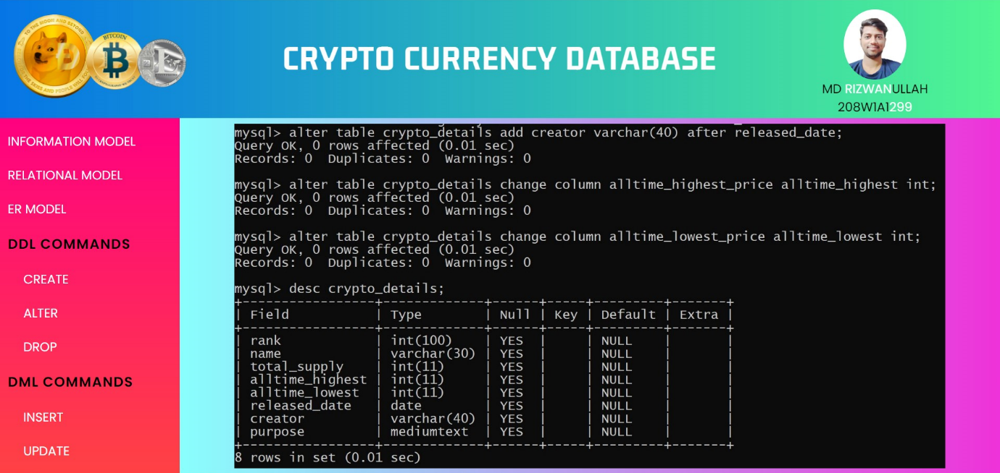 TO THE MOON AND BEYOND
BITCOIN
CRYPTO CURRENCY DATABASE
MD RIZWANULLAH
208W1A1299
INFORMATION MODEL
RELATIONAL MODEL
ER MODEL
DDL COMMANDS
CREATE
ALTER
DROP
DML COMMANDS
INSERT
UPDATE
mysql> alter table crypto_details add creator varchar(40) after released_date;
Query OK, 0 rows affected (0.01 sec)
Records: 0  Duplicates: 0  Warnings: 0
mysql> alter table crypto_details change column alltime_highest_price alltime_highest int;
Query OK, 0 rows affected (0.01 sec)
Records: 0  Duplicates: 0  Warnings: 0
mysql> alter table crypto_details change column alltime_lowest_price alltime_lowest int;
Query OK, 0 rows affected (0.01 sec)
Records: 0  Duplicates: 0  Warnings: 0
mysql> desc crypto_details;
+-----------------+-------------+------+-----+---------+-------+
| Field           | Type        | Null | Key | Default | Extra |
+-----------------+-------------+------+-----+---------+-------+
| rank            | int(100)    | YES  |     | NULL    |       |
| name            | varchar(30) | YES  |     | NULL    |       |
| total_supply    | int(11)     | YES  |     | NULL    |       |
| alltime_highest | int(11)     | YES  |     | NULL    |       |
| alltime_lowest  | int(11)     | YES  |     | NULL    |       |
| released_date   | date        | YES  |     | NULL    |       |
| creator         | varchar(40) | YES  |     | NULL    |       |
| purpose         | mediumtext  | YES  |     | NULL    |       |
+-----------------+-------------+------+-----+---------+-------+
8 rows in set (0.01 sec)